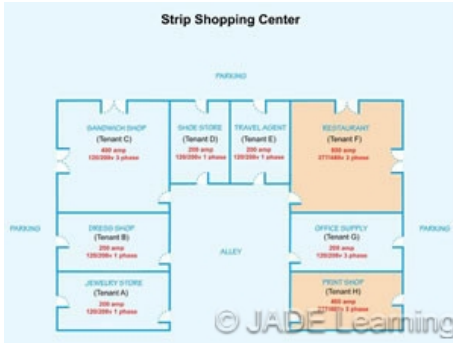 Strip Shopping Center
PARKING
SANDWICH SHOP
(Tenant C)
400 amp
120/208v 3 phase
SHOE STORE
(Tenant D)
200 amp
120/208v 1 phase
TRAVEL AGENT
(Tenant E)
200 amp
120/208v 1 phase
RESTAURANT
(Tenant F)
277/480v 3 phase
PARKING
DRESS SHOP
(Tenant B)
200 amp
120/208v 1 phase
ALLEY
OFFICE SUPPLY
(Tenant G)
200 amp
120/208v 3 phase
PARKING
JEWELRY STORE
(Tenant A)
200 amp
120/208v 1 phase
PRINT SHOP
(Tenant H)
400 amp
277/480v 3 phase
© JADE Learning